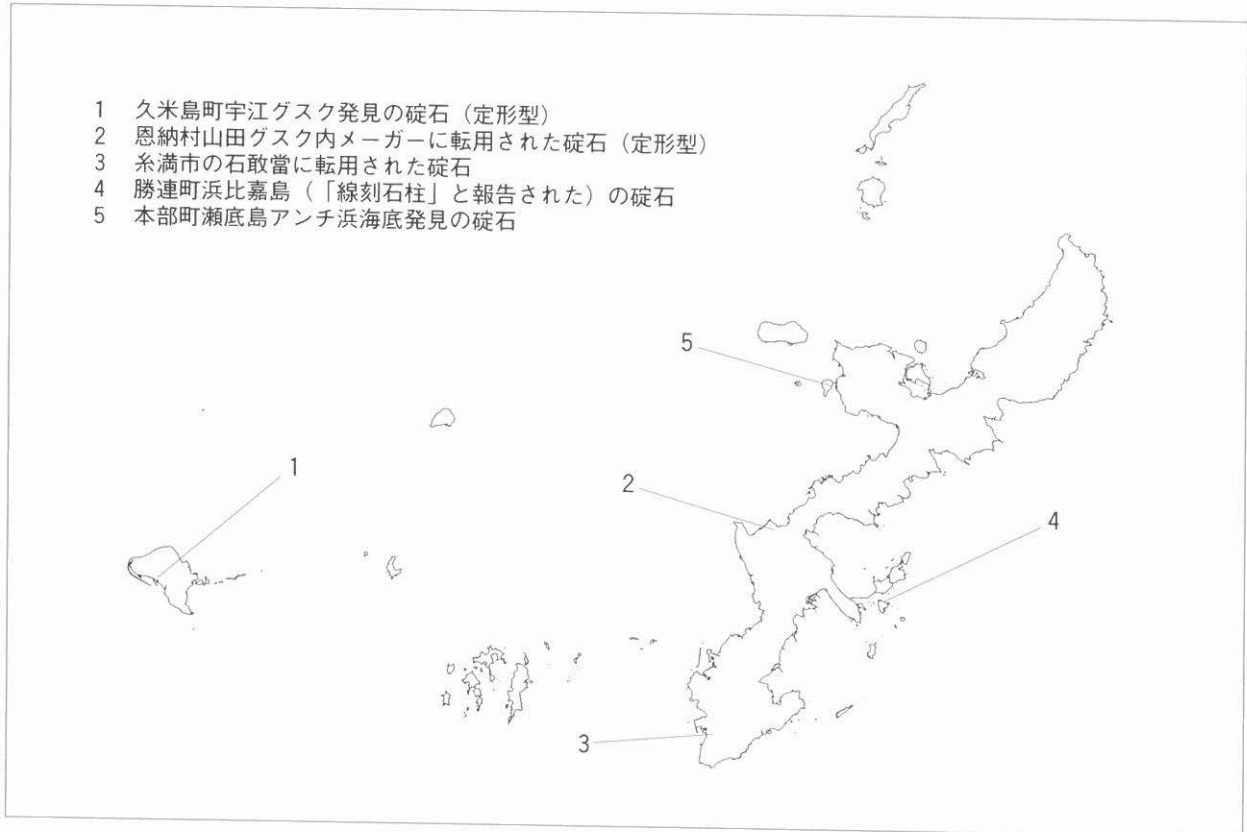 1 久米島町宇江グスク発見の碇石（定形型）
2 恩納村山田グスク内メーガーに転用された碇石（定形型）
3 糸満市の石敢當に転用された碇石
4 勝連町浜比嘉島（「線刻石柱」と報告された）の碇石
5 本部町瀬底島アンチ浜海底発見の碇石
5
1
2
4
3